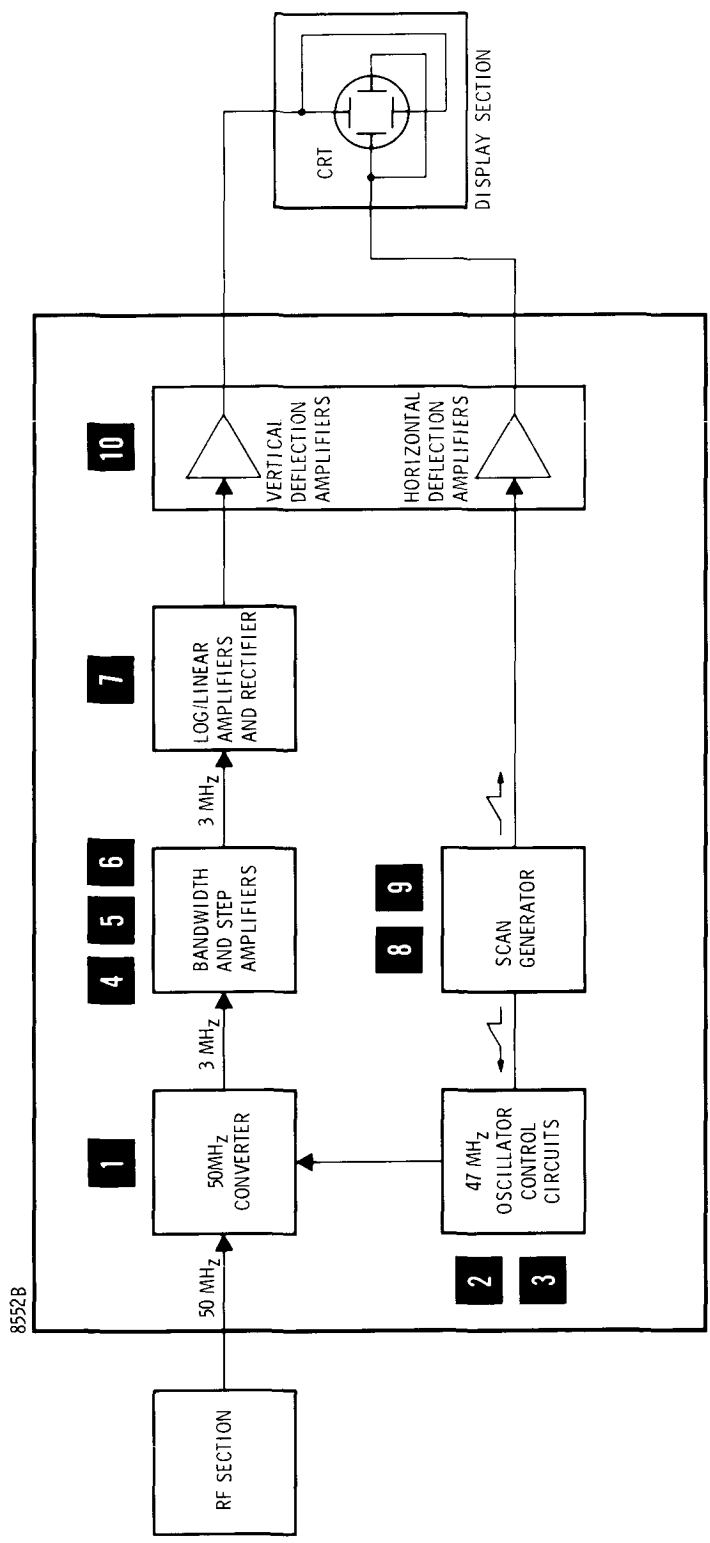 8552B
RF SECTION
50 MHz
1
50MHz
CONVERTER
3 MHz
4 5 6
BANDWIDTH
AND STEP
AMPLIFIERS
3 MHz
7
LOG/LINEAR
AMPLIFIERS
AND RECTIFIER
10
VERTICAL
DEFLECTION
AMPLIFIERS
HORIZONTAL
DEFLECTION
AMPLIFIERS
2 3
47 MHz
OSCILLATOR
CONTROL
CIRCUITS
8 9
SCAN
GENERATOR
CRT
DISPLAY SECTION